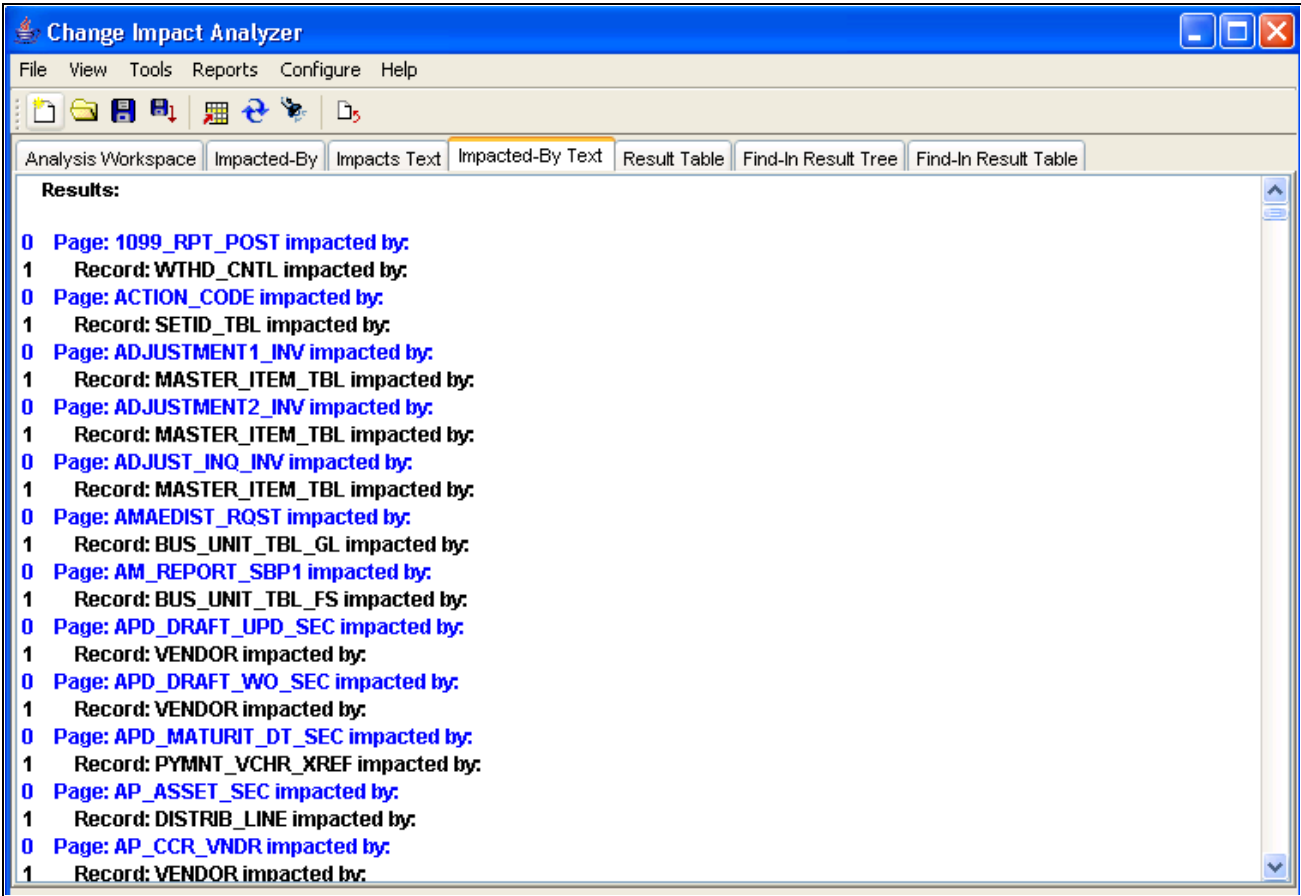 Change Impact Analyzer
File View Tools Reports Configure Help
Analysis Workspace Impacted-By Impacts Text Impacted-By Text Result Table Find-In Result Tree Find-In Result Table
Results:
0 Page: 1099_RPT_POST impacted by:
1 Record: WTHD_CNTL impacted by:
0 Page: ACTION_CODE impacted by:
1 Record: SETID_TBL impacted by:
0 Page: ADJUSTMENT1_INV impacted by:
1 Record: MASTER_ITEM_TBL impacted by:
0 Page: ADJUSTMENT2_INV impacted by:
1 Record: MASTER_ITEM_TBL impacted by:
0 Page: ADJUST_INQ_INV impacted by:
1 Record: MASTER_ITEM_TBL impacted by:
0 Page: AMAEDIST_RQST impacted by:
1 Record: BUS_UNIT_TBL_GL impacted by:
0 Page: AM_REPORT_SBP1 impacted by:
1 Record: BUS_UNIT_TBL_FS impacted by:
0 Page: APD_DRAFT_UPD_SEC impacted by:
1 Record: VENDOR impacted by:
0 Page: APD_DRAFT_WO_SEC impacted by:
1 Record: VENDOR impacted by:
0 Page: APD_MATURIT_DT_SEC impacted by:
1 Record: PYMNT_VCHR_XREF impacted by:
0 Page: AP_ASSET_SEC impacted by:
1 Record: DISTRIB_LINE impacted by:
0 Page: AP_CCR_VNDR impacted by:
1 Record: VENDOR impacted by: